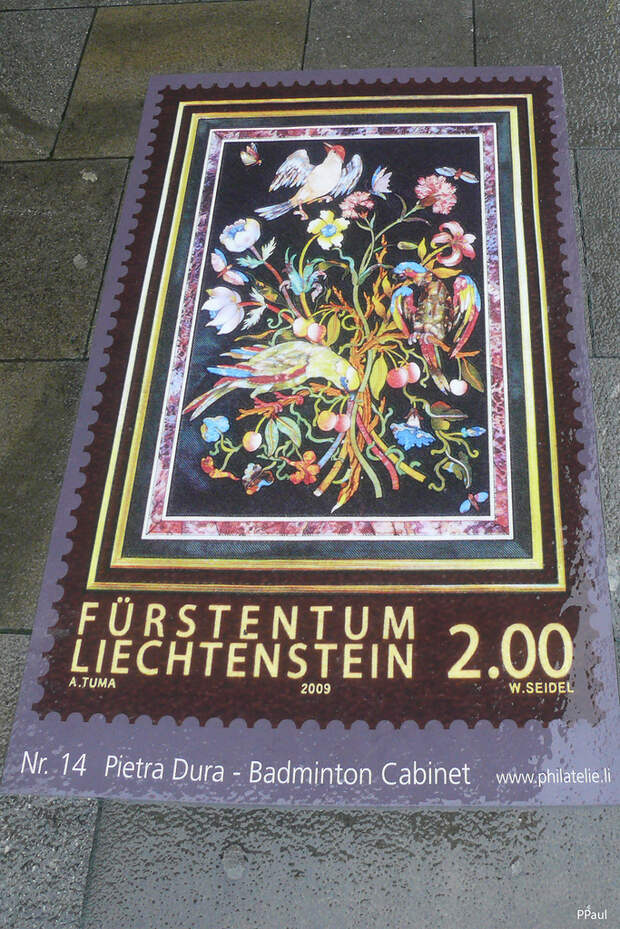 FÜRSTENTUM
LIECHTENSTEIN 2.00
A.TUMA 2009 W.SEIDEL
Nr. 14 Pietra Dura - Badminton Cabinet www.philatelie.li
PPaul